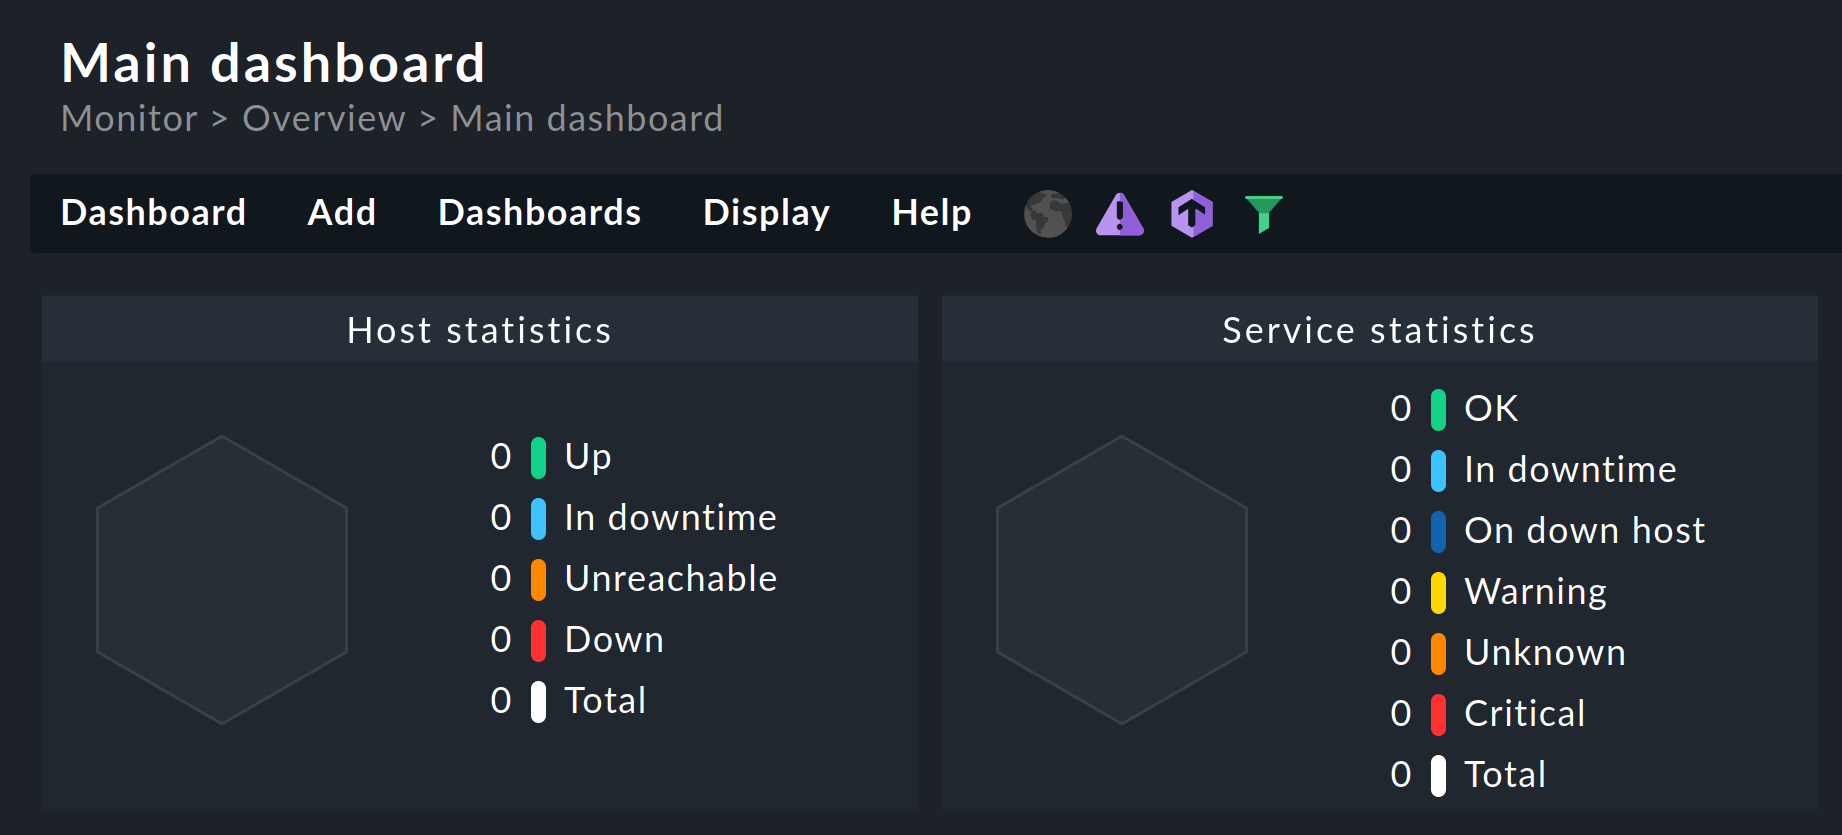 Main dashboard
Monitor > Overview > Main dashboard
Dashboard Add Dashboards Display Help
Host statistics
0 Up
0 In downtime
0 Unreachable
0 Down
0 Total
Service statistics
0 OK
0 In downtime
0 On down host
0 Warning
0 Unknown
0 Critical
0 Total